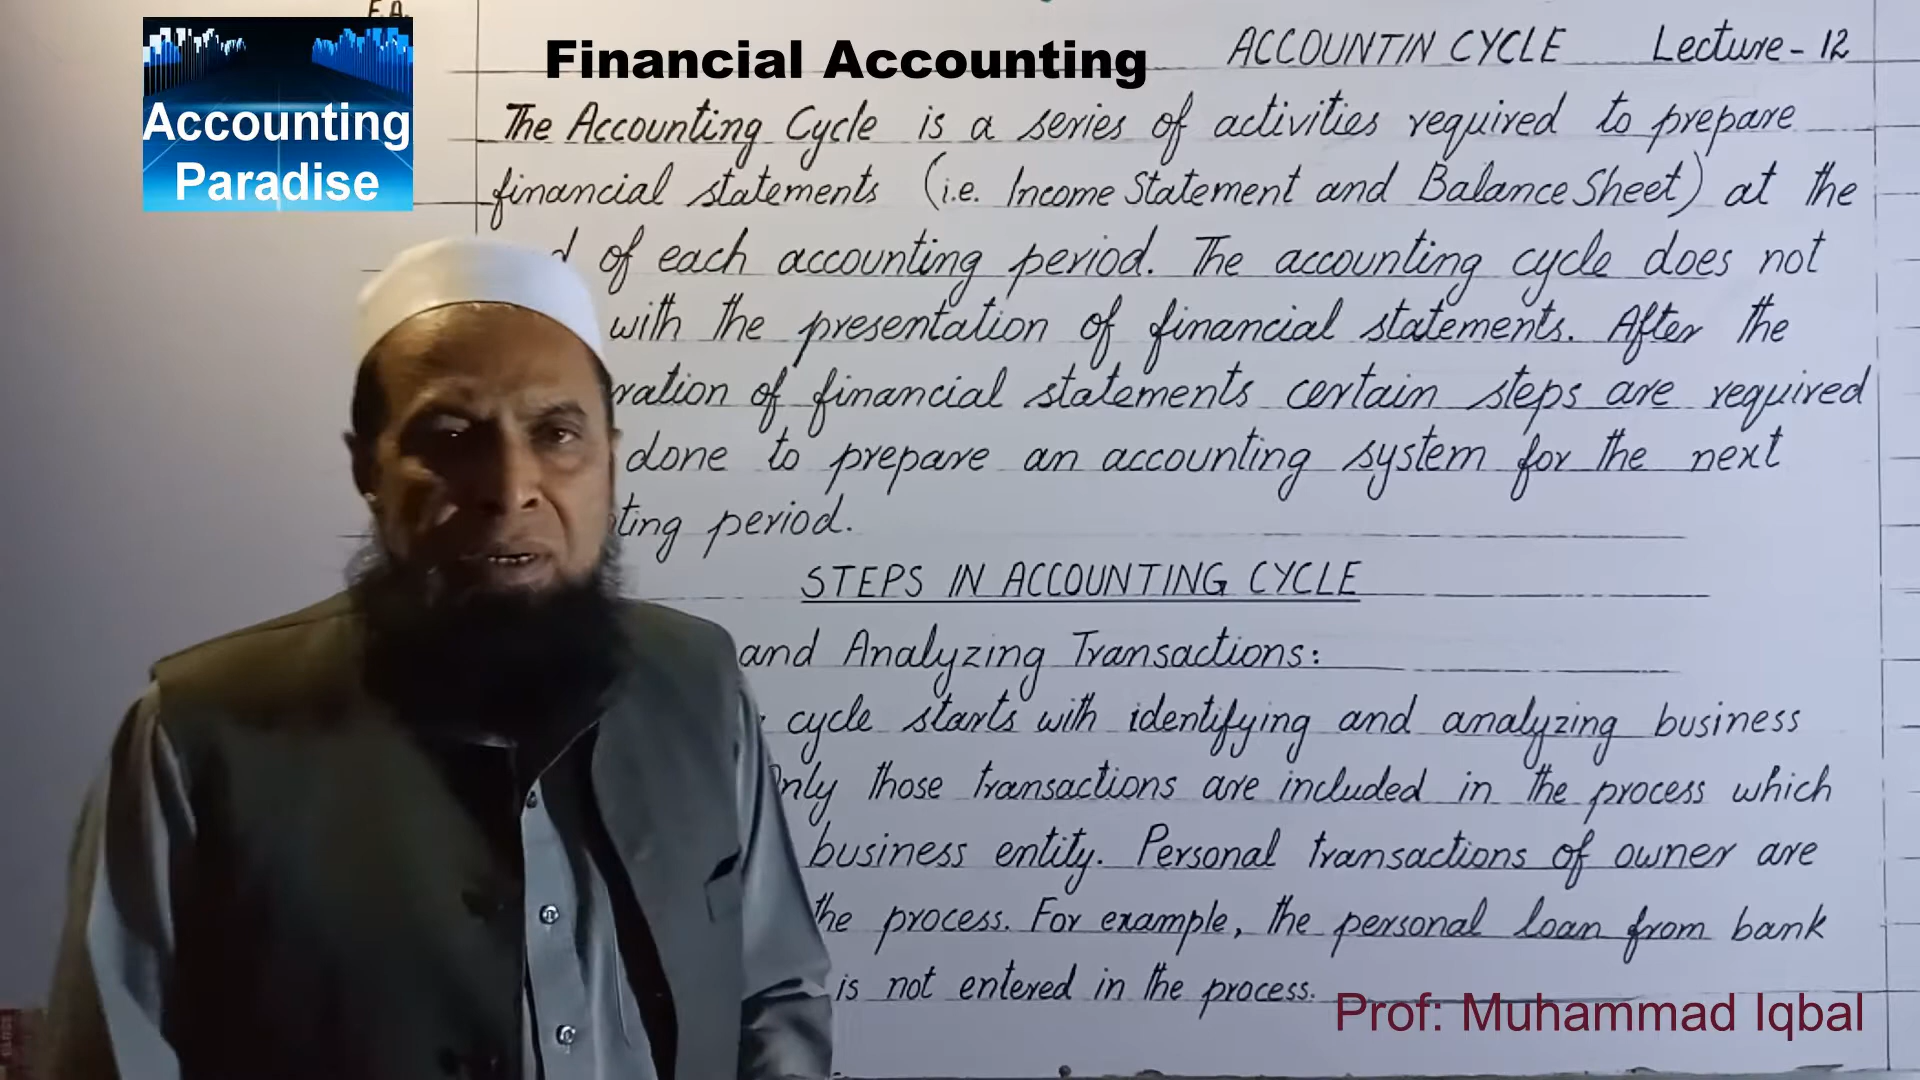 F.A.
Accounting
Paradise
Financial Accounting
ACCOUNTIN CYCLE Lecture - 12
The Accounting Cycle is a series of activities required to prepare
financial statements (i.e. Income Statement and Balance Sheet) at the
of each accounting period. The accounting cycle does not
with the presentation of financial statements. After the
ration of financial statements certain steps are required
done to prepare an accounting system for the next
ting period.
STEPS IN ACCOUNTING CYCLE
and Analyzing Transactions:
cycle starts with identifying and analyzing business
Only those transactions are included in the process which
business entity. Personal transactions of owner are
the process. For example, the personal loan from bank
is not entered in the process.
Prof: Muhammad Iqbal